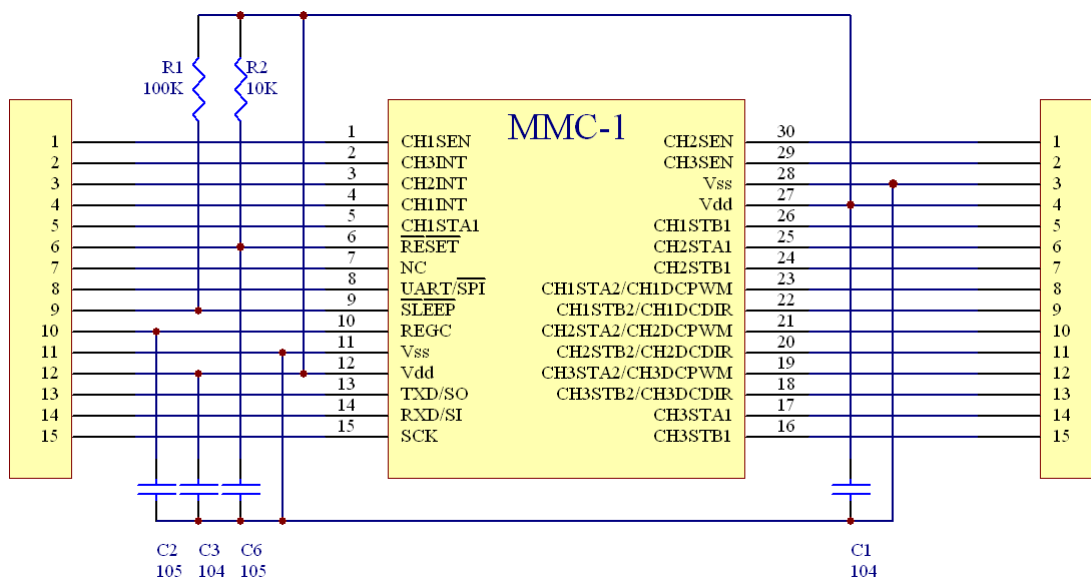 R1
100K
R2
10K
MMC-1
1
2
3
4
5
6
7
8
9
10
11
12
13
14
15
1
2
3
4
5
6
7
8
9
10
11
12
13
14
15
CH1SEN
CH3INT
CH2INT
CH1INT
CH1STA1
RESET
NC
UART/SPI
SLEEP
REGC
Vss
Vdd
TXD/SO
RXD/SI
SCK
CH2SEN
CH3SEN
Vss
Vdd
CH1STB1
CH2STA1
CH2STB1
CH1STA2/CH1DCPWM
CH1STB2/CH1DCDIR
CH2STA2/CH2DCPWM
CH2STB2/CH2DCDIR
CH3STA2/CH3DCPWM
CH3STB2/CH3DCDIR
CH3STA1
CH3STB1
30
29
28
27
26
25
24
23
22
21
20
19
18
17
16
1
2
3
4
5
6
7
8
9
10
11
12
13
14
15
C2
105
C3
104
C6
105
C1
104